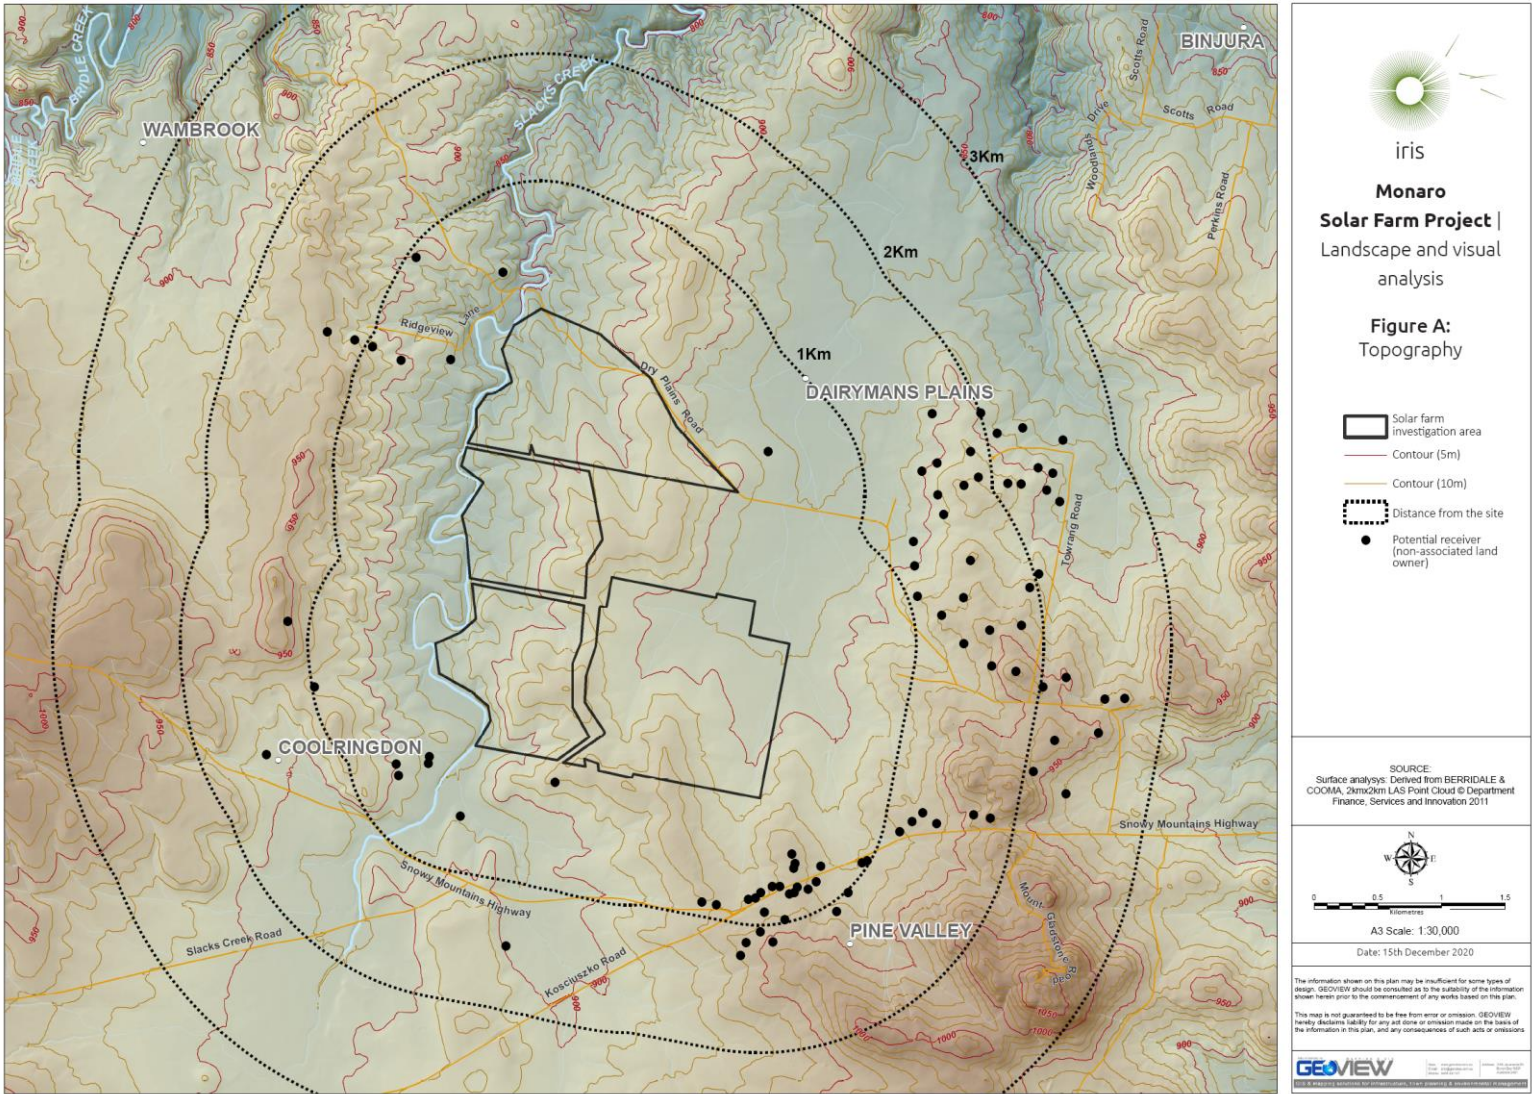 BRIDLE CREEK
WAMBROOK
SLACKS CREEK
BINJURA
Scotts Road
Scotts Road
Woodlands Drive
Perkins Road
3Km
2Km
1Km
Ridgeview Lane
Dry Plains Road
DAIRYMANS PLAINS
Towrang Road
COOLRINGDON
Snowy Mountains Highway
Snowy Mountains Highway
Slacks Creek Road
Kosciuszko Road
PINE VALLEY
Mount Gladstone Road
800
850
900
950
1000
1050
iris
Monaro
Solar Farm Project |
Landscape and visual
analysis
Figure A:
Topography
Solar farm
investigation area
Contour (5m)
Contour (10m)
Distance from the site
Potential receiver
(non-associated land
owner)
SOURCE:
Surface analysys: Derived from BERRIDALE &
COOMA, 2kmx2km LAS Point Cloud © Department
Finance, Services and Innovation 2011
N
W E
S
0 0.5 1 1.5
Kilometres
A3 Scale: 1:30,000
Date: 15th December 2020
The information shown on this plan may be insufficient for some types of
design. GEOVIEW should be consulted as to the suitability of the information
shown herein prior to the commencement of any works based on this plan.
This map is not guaranteed to be free from error or omission. GEOVIEW
hereby disclaims liability for any act done or omission made on the basis of
the information in this plan, and any consequences of such acts or omissions
GEOVIEW